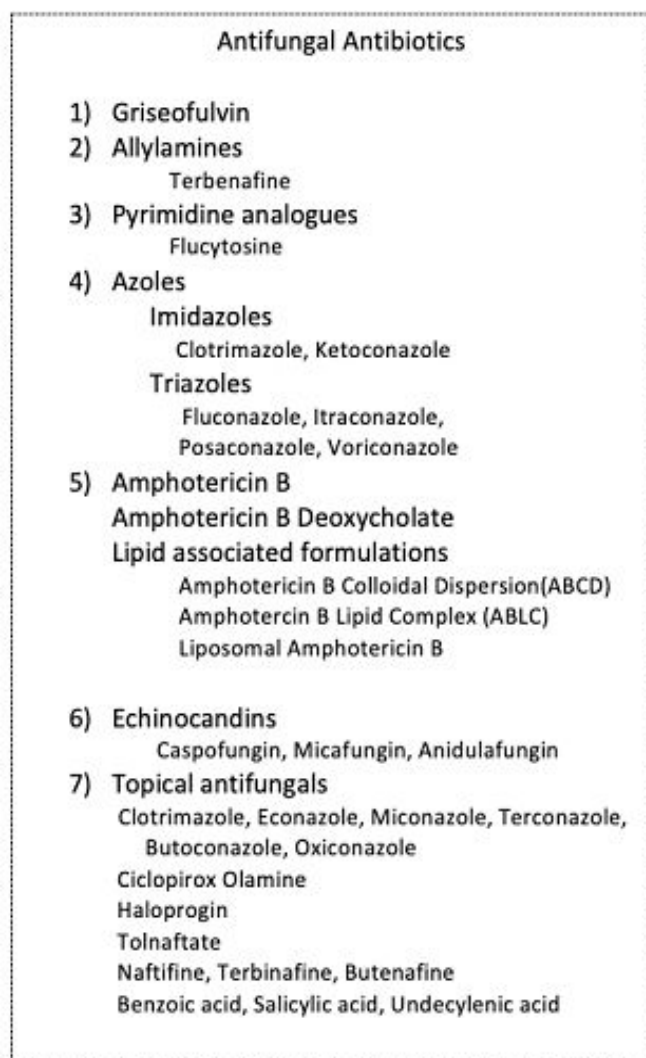 Antifungal Antibiotics
1) Griseofulvin
2) Allylamines
Terbenafine
3) Pyrimidine analogues
Flucytosine
4) Azoles
Imidazoles
Clotrimazole, Ketoconazole
Triazoles
Fluconazole, Itraconazole,
Posaconazole, Voriconazole
5) Amphotericin B
Amphotericin B Deoxycholate
Lipid associated formulations
Amphotericin B Colloidal Dispersion(ABCD)
Amphotercin B Lipid Complex (ABLC)
Liposomal Amphotericin B
6) Echinocandins
Caspofungin, Micafungin, Anidulafungin
7) Topical antifungals
Clotrimazole, Econazole, Miconazole, Terconazole,
Butoconazole, Oxiconazole
Ciclopirox Olamine
Haloprogin
Tolnaftate
Naftifine, Terbinafine, Butenafine
Benzoic acid, Salicylic acid, Undecylenic acid